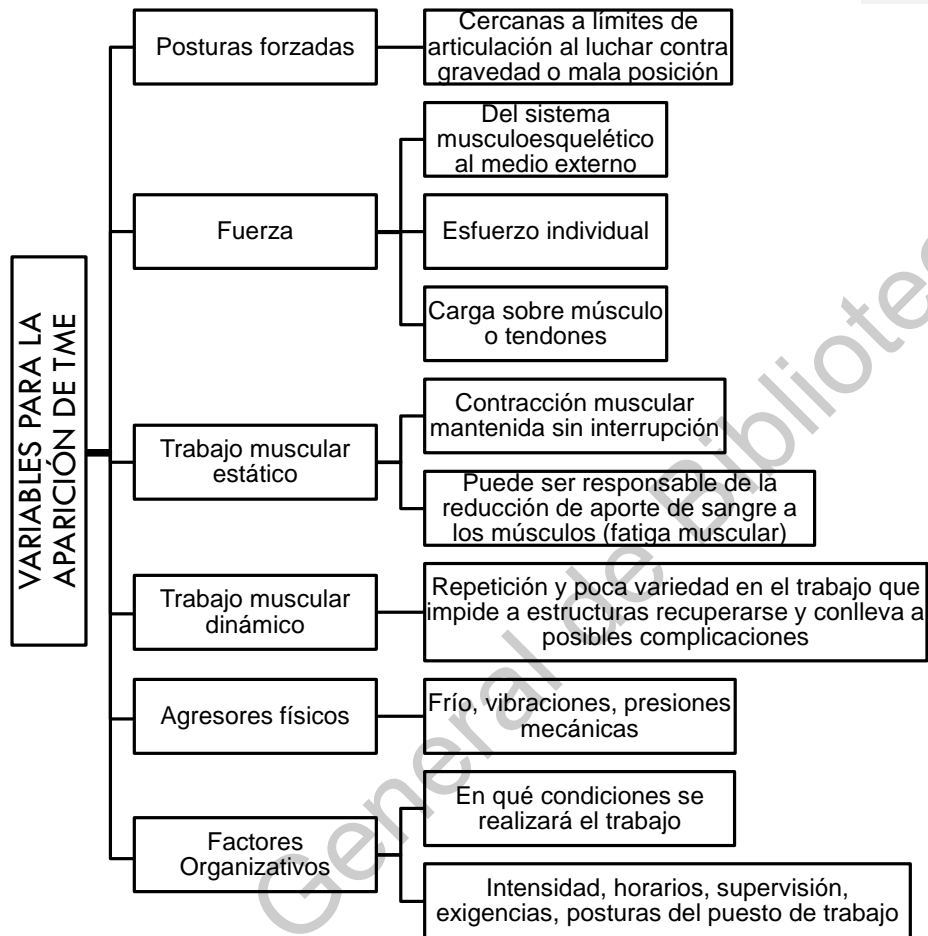 VARIABLES PARA LA
APARICIÓN DE TME
Posturas forzadas
Cercanas a límites de
articulación al luchar contra
gravedad o mala posición
Fuerza
Del sistema
musculoesquelético
al medio externo
Esfuerzo individual
Carga sobre músculo
o tendones
Trabajo muscular
estático
Contracción muscular
mantenida sin interrupción
Puede ser responsable de la
reducción de aporte de sangre a
los músculos (fatiga muscular)
Trabajo muscular
dinámico
Repetición y poca variedad en el trabajo que
impide a estructuras recuperarse y conlleva a
posibles complicaciones
Agresores físicos
Frío, vibraciones, presiones
mecánicas
Factores
Organizativos
En qué condiciones se
realizará el trabajo
Intensidad, horarios, supervisión,
exigencias, posturas del puesto de trabajo
General de Bibliote